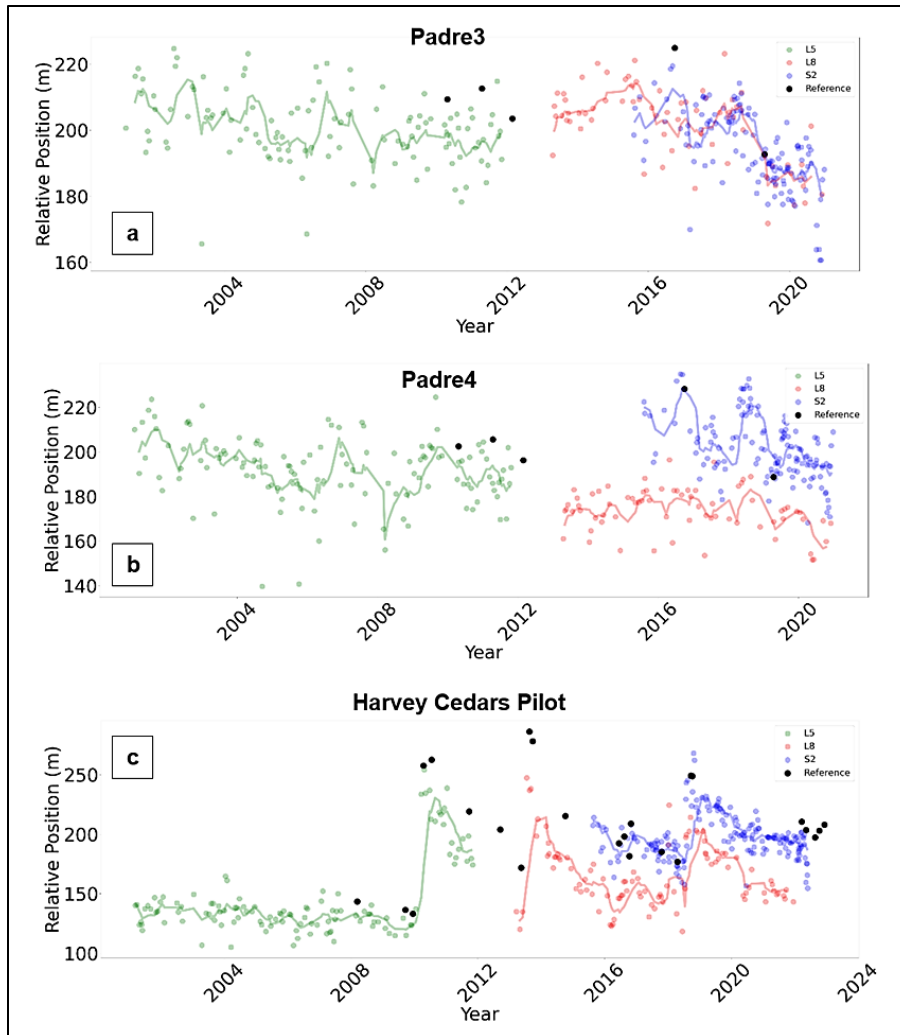 Padre3
L5
L8
S2
Reference
220
200
180
160
Relative Position (m)
a
2004
2008
2012
2016
2020
Year
Padre4
L5
L8
S2
Reference
220
200
180
160
140
Relative Position (m)
b
2004
2008
2012
2016
2020
Year
Harvey Cedars Pilot
L5
L8
S2
Reference
250
200
150
100
Relative Position (m)
c
2004
2008
2012
2016
2020
2024
Year